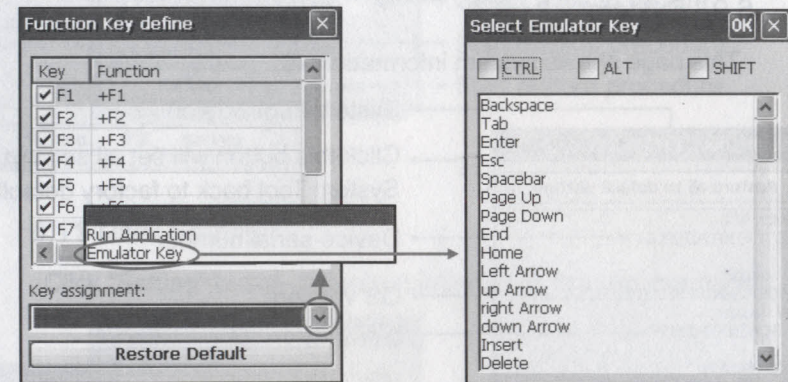 Function Key define
Key Function
F1 +F1
F2 +F2
F3 +F3
F4 +F4
F5 +F5
F6 +F6
F7
Run Application
Emulator Key
Key assignment:
Restore Default
Select Emulator Key OK
CTRL ALT SHIFT
Backspace
Tab
Enter
Esc
Spacebar
Page Up
Page Down
End
Home
Left Arrow
up Arrow
right Arrow
down Arrow
Insert
Delete